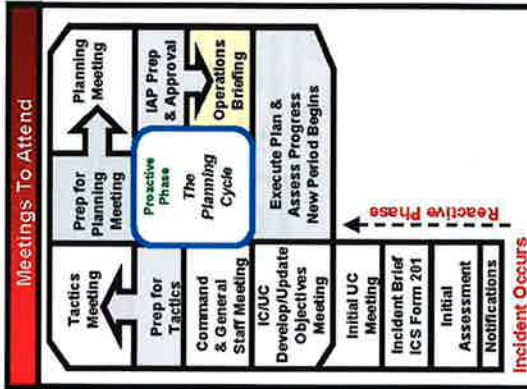 Meetings To Attend
Tactics
Meeting
Prep for
Planning
Meeting
Planning
Meeting
Prep for
Tactics
Proactive
Phase
The
Planning
Cycle
IAP Prep
& Approval
Command
& General
Staff Meeting
Operations
Briefing
IC/UC
Develop/Update
Objectives
Meeting
Execute Plan &
Assess Progress
New Period Begins
Initial UC
Meeting
Incident Brief
ICS Form 201
Initial
Assessment
Notifications
Reactive Phase
Incident Occurs